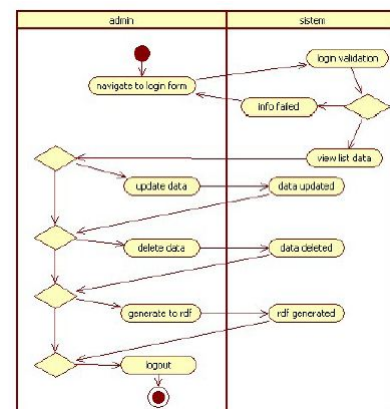 admin
sistem
login validation
navigate to login form
info failed
view list data
update data
data updated
delete data
data deleted
generate to rdf
rdf generated
logout